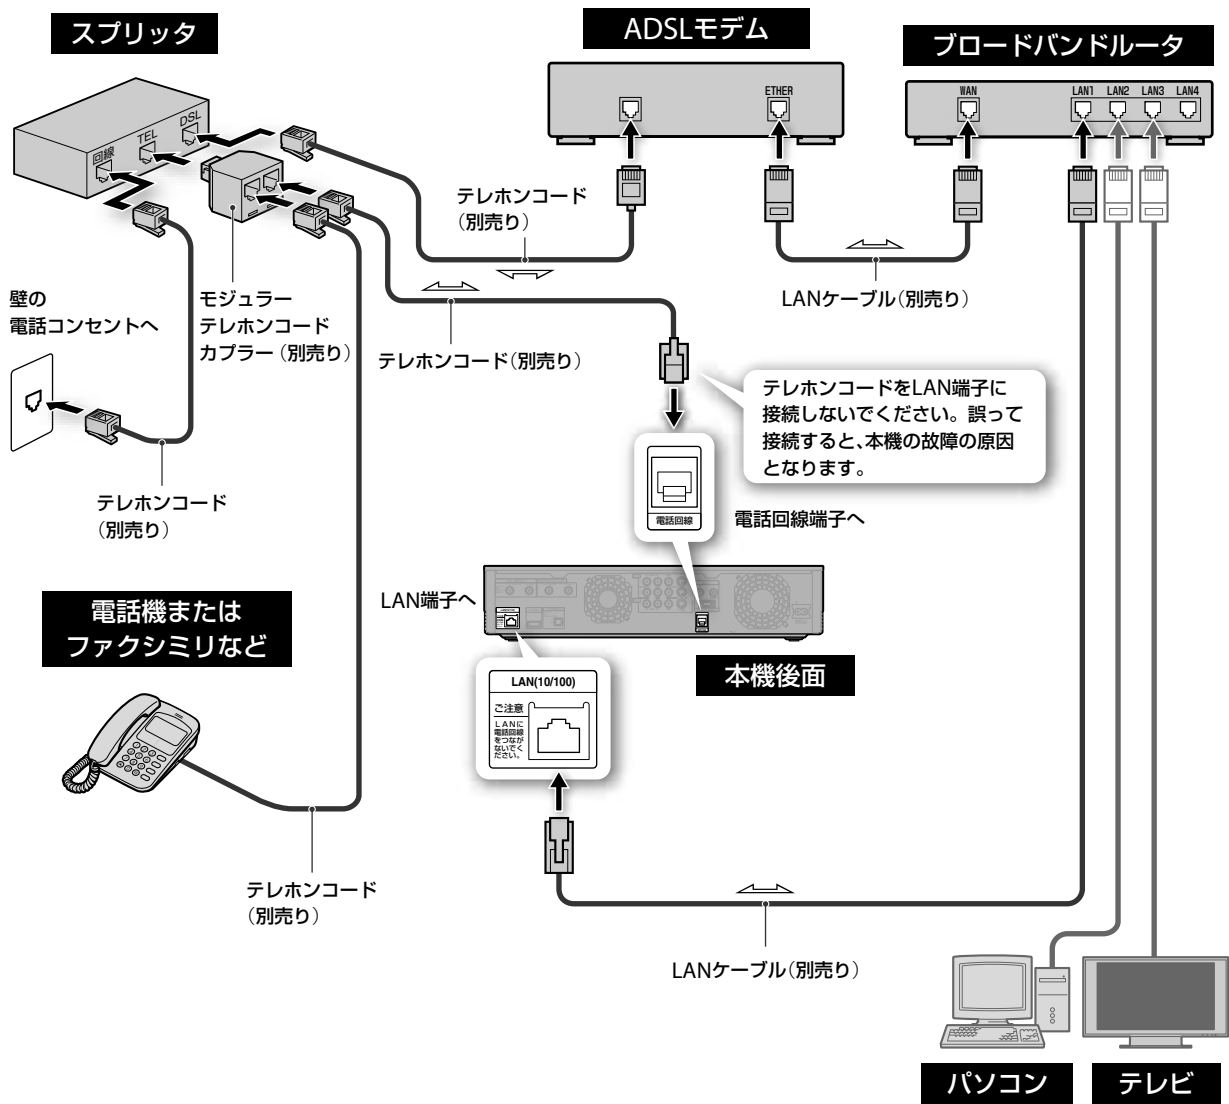 スプリッタ
ADSLモデム
ブロードバンドルータ
回線
TEL
DSL
ETHER
WAN
LAN1
LAN2
LAN3
LAN4
テレホンコード
（別売り）
LANケーブル（別売り）
壁の
電話コンセントへ
モジュラー
テレホンコード
カプラー（別売り）
テレホンコード（別売り）
テレホンコードをLAN端子に
接続しないでください。誤って
接続すると、本機の故障の原因
となります。
テレホンコード
（別売り）
電話回線
電話回線端子へ
LAN端子へ
電話機または
ファクシミリなど
本機後面
LAN(10/100)
ご注意
LANに
電話回線
をつなが
ないでく
ださい。
テレホンコード
（別売り）
LANケーブル（別売り）
パソコン
テレビ